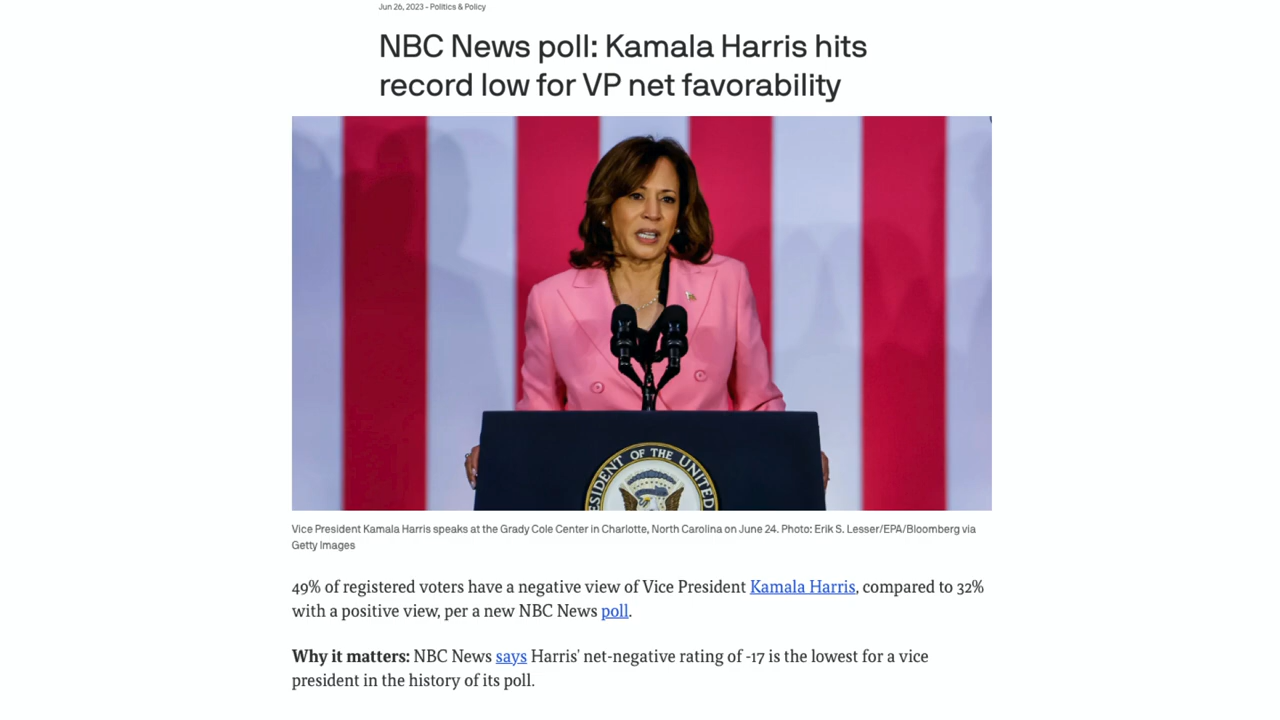 Jun 26, 2023 - Politics & Policy
NBC News poll: Kamala Harris hits
record low for VP net favorability
SIDENT OF THE UNITED
Vice President Kamala Harris speaks at the Grady Cole Center in Charlotte, North Carolina on June 24. Photo: Erik S. Lesser/EPA/Bloomberg via
Getty Images
49% of registered voters have a negative view of Vice President Kamala Harris, compared to 32%
with a positive view, per a new NBC News poll.
Why it matters: NBC News says Harris' net-negative rating of -17 is the lowest for a vice
president in the history of its poll.